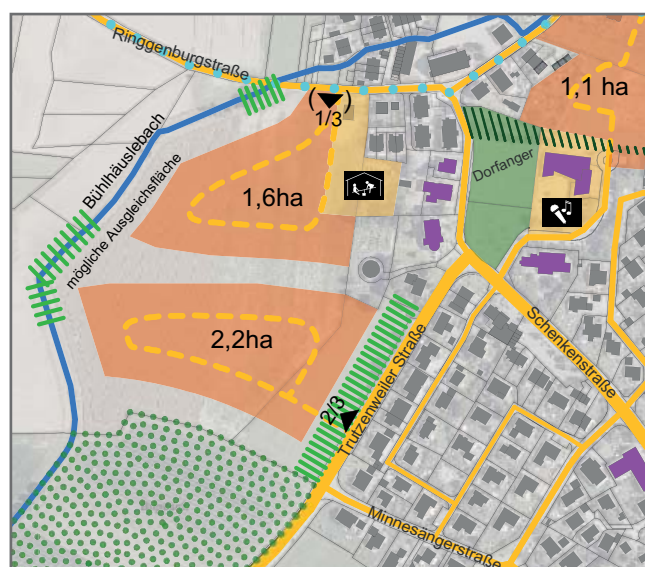 Ringgenburgstraße
1,1 ha
( )
1/3
Dorfanger
Bühlhäuslebach
mögliche Ausgleichsfläche
1,6ha
2,2ha
2/3
Trutzenweiler Straße
Schenkenstraße
Minnesängerstraße